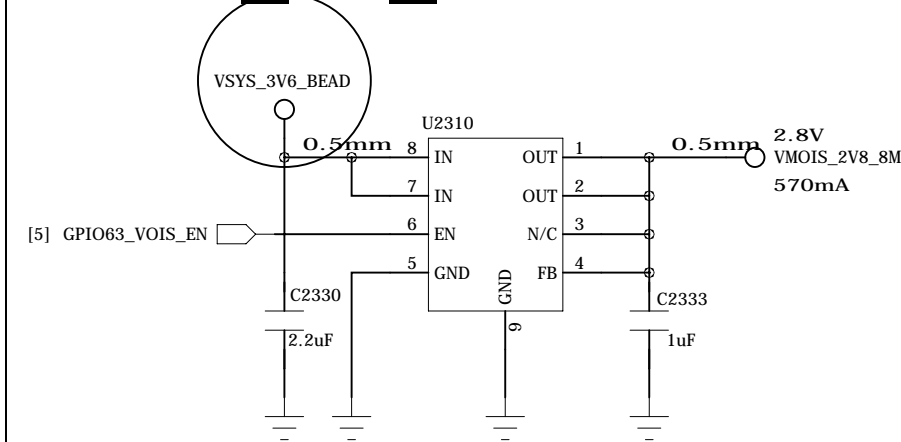 VSYS_3V6_BEAD
U2310
0.5mm 8 IN OUT 1 0.5mm 2.8V
VMOIS_2V8_8M
570mA
7 IN OUT 2
[5] GPIO63_VOIS_EN 6 EN N/C 3
5 GND FB 4
GND
9
C2330
2.2uF
C2333
1uF